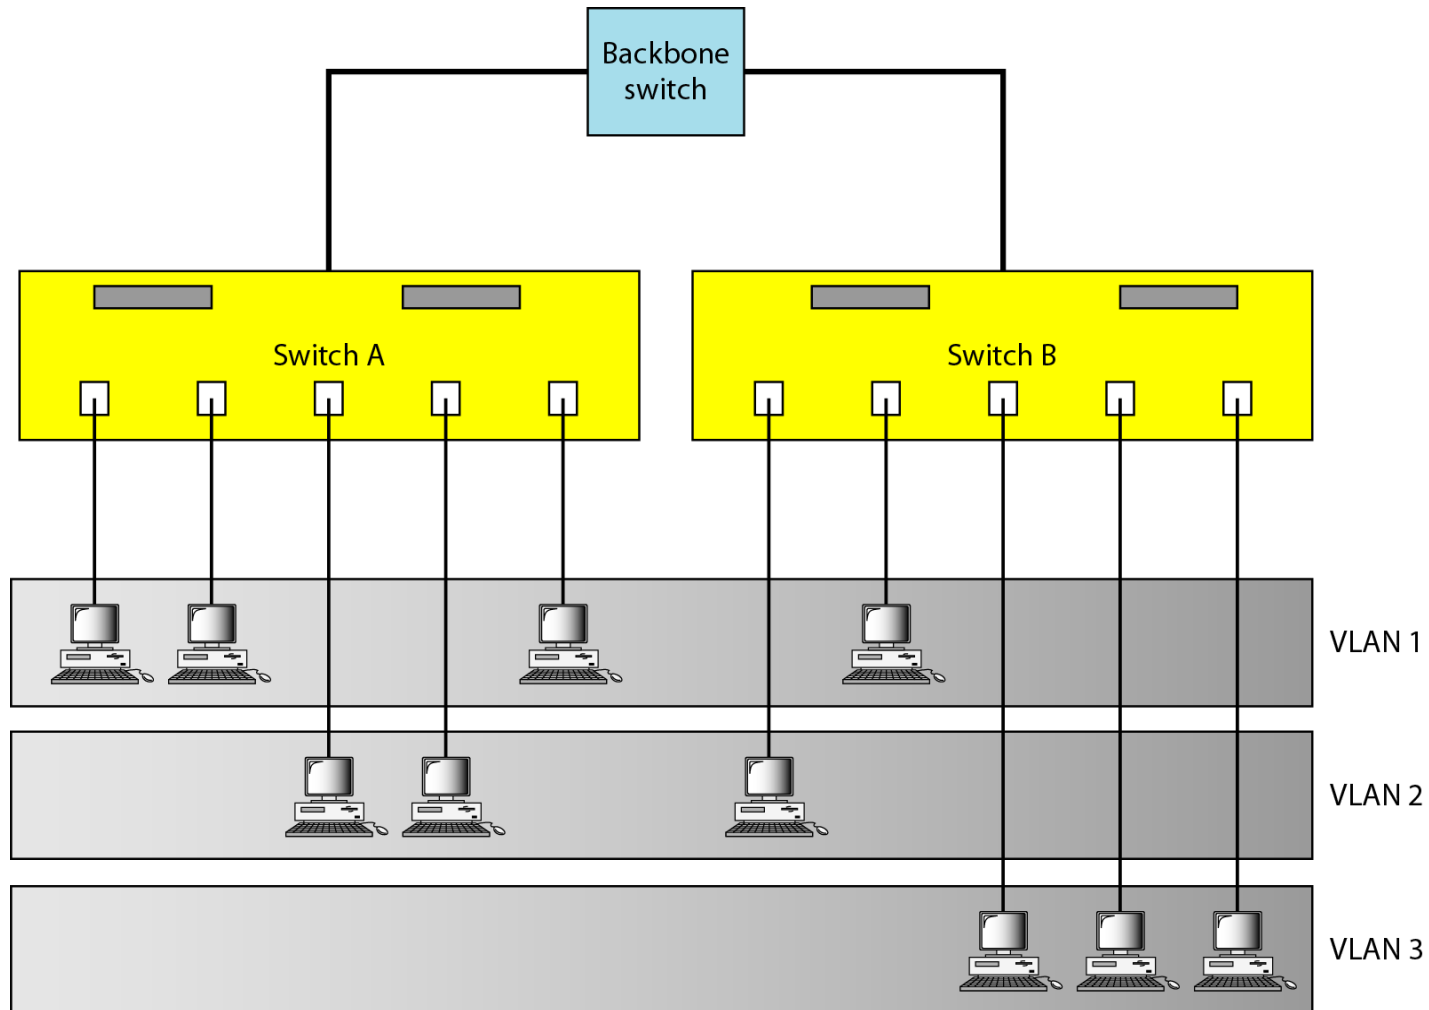 Backbone
switch
Switch A
Switch B
VLAN 1
VLAN 2
VLAN 3